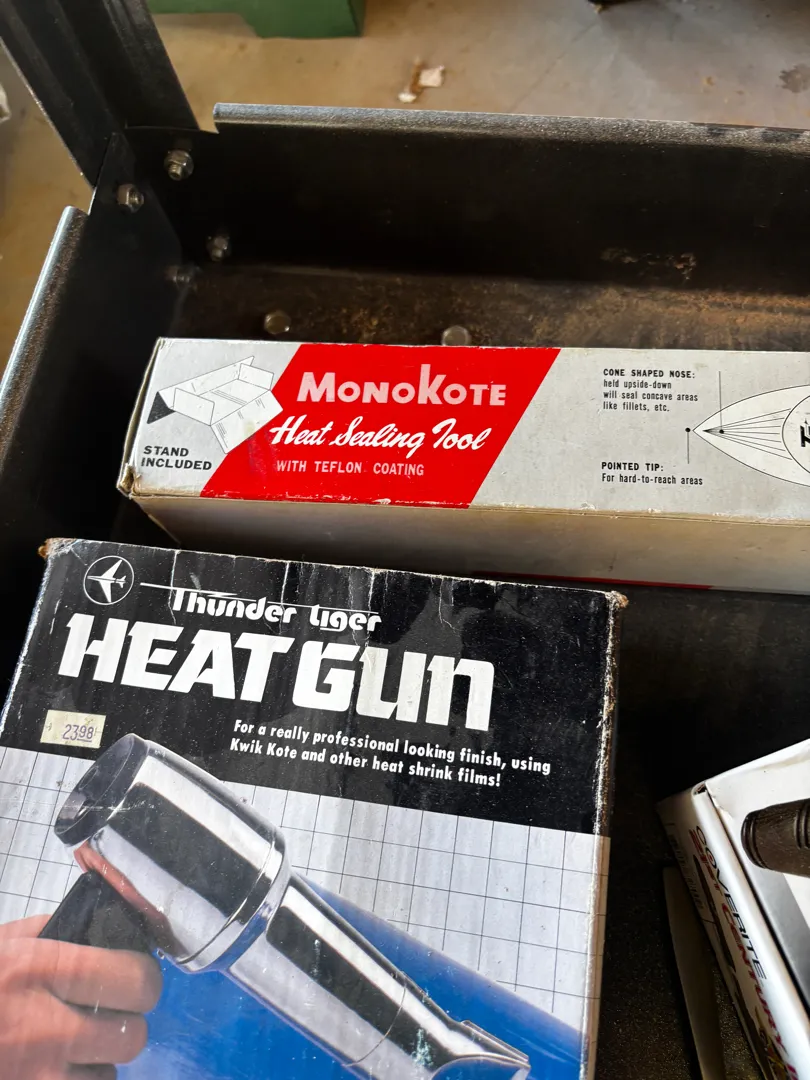 MONOKOTE
Heat Sealing Tool
WITH TEFLON COATING
STAND
INCLUDED
CONE SHAPED NOSE:
held upside-down
will seal concave areas
like fillets, etc.
POINTED TIP:
For hard-to-reach areas
Thunder tiger
HEAT GUN
For a really professional looking finish, using
Kwik Kote and other heat shrink films!
2398
COVERITE